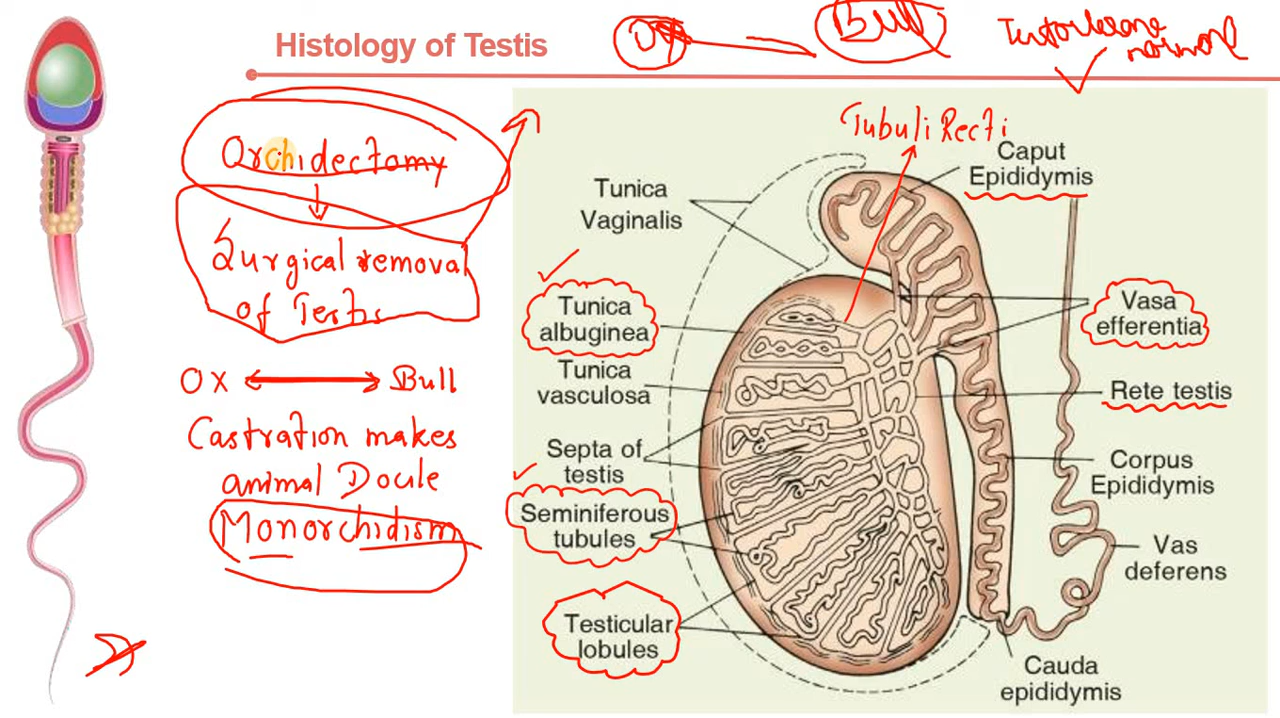 Histology of Testis
Bull
Testosterone
normal
Orchidectomy
Surgical removal
of Testis
OX
Bull
Castration makes
animal Docile
Monorchidism
Tubuli Recti
Caput
Epididymis
Tunica
Vaginalis
Tunica
albuginea
Vasa
efferentia
Tunica
vasculosa
Rete testis
Septa of
testis
Corpus
Epididymis
Seminiferous
tubules
Vas
deferens
Testicular
lobules
Cauda
epididymis